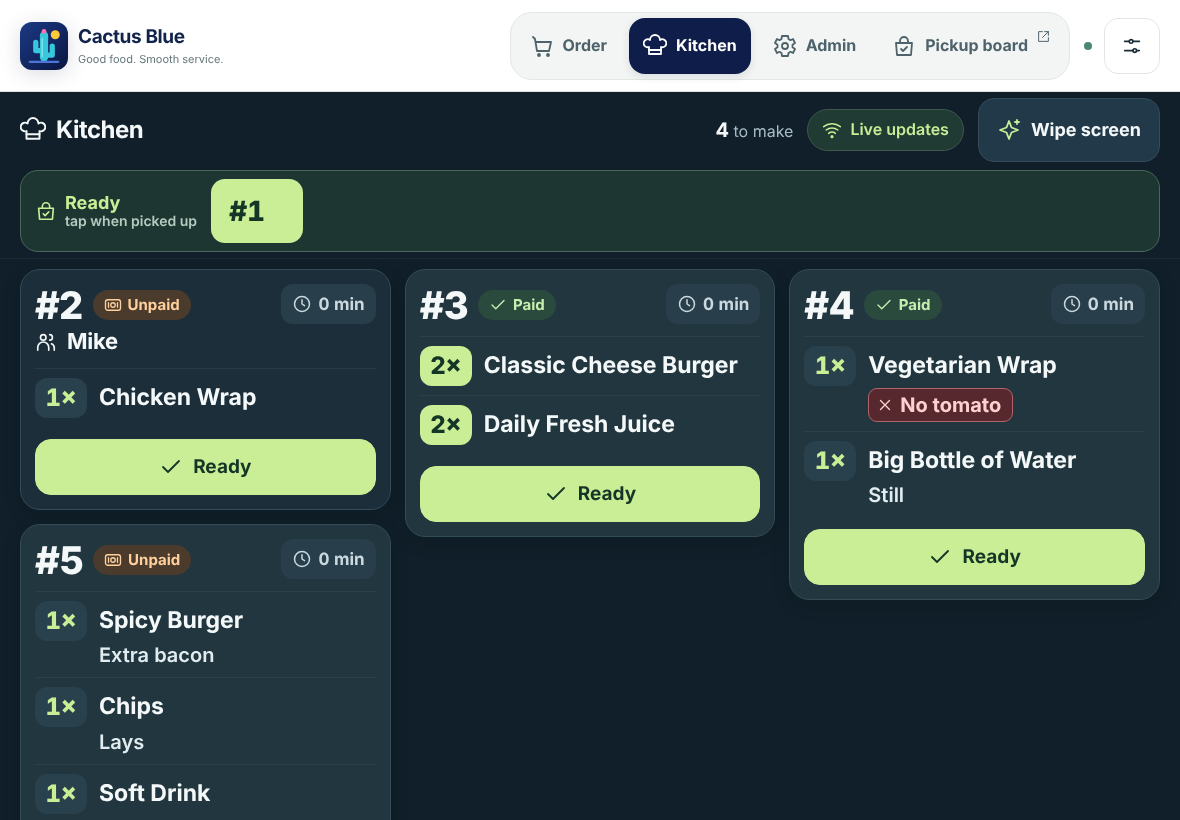 Cactus Blue
Good food. Smooth service.
Order
Kitchen
Admin
Pickup board
Kitchen
4 to make
Live updates
Wipe screen
Ready
tap when picked up
#1
#2
Unpaid
0 min
Mike
1×
Chicken Wrap
Ready
#3
Paid
0 min
2×
Classic Cheese Burger
2×
Daily Fresh Juice
Ready
#4
Paid
0 min
1×
Vegetarian Wrap
No tomato
1×
Big Bottle of Water
Still
Ready
#5
Unpaid
0 min
1×
Spicy Burger
Extra bacon
1×
Chips
Lays
1×
Soft Drink